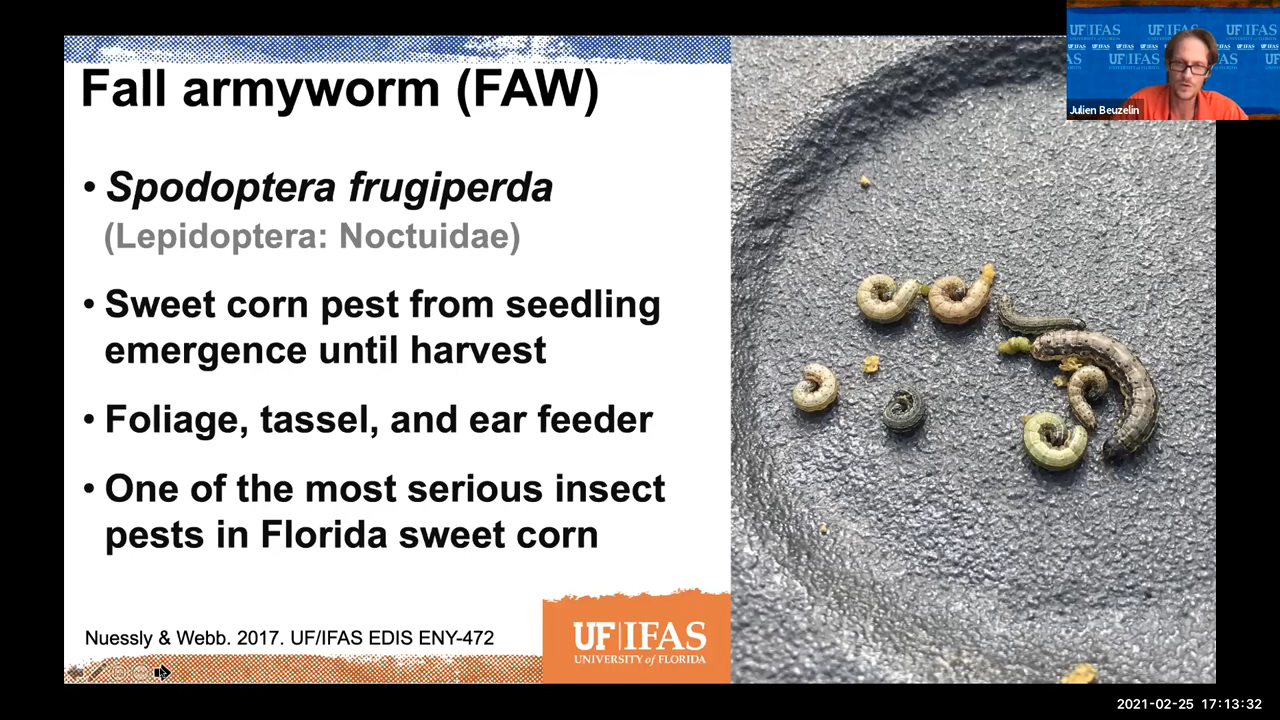 Fall armyworm (FAW)
• Spodoptera frugiperda
(Lepidoptera: Noctuidae)
• Sweet corn pest from seedling
emergence until harvest
• Foliage, tassel, and ear feeder
• One of the most serious insect
pests in Florida sweet corn
Nuessly & Webb. 2017. UF/IFAS EDIS ENY-472
UF|IFAS
UNIVERSITY of FLORIDA
UF|IFAS
Julien Beuzelin
2021-02-25 17:13:32